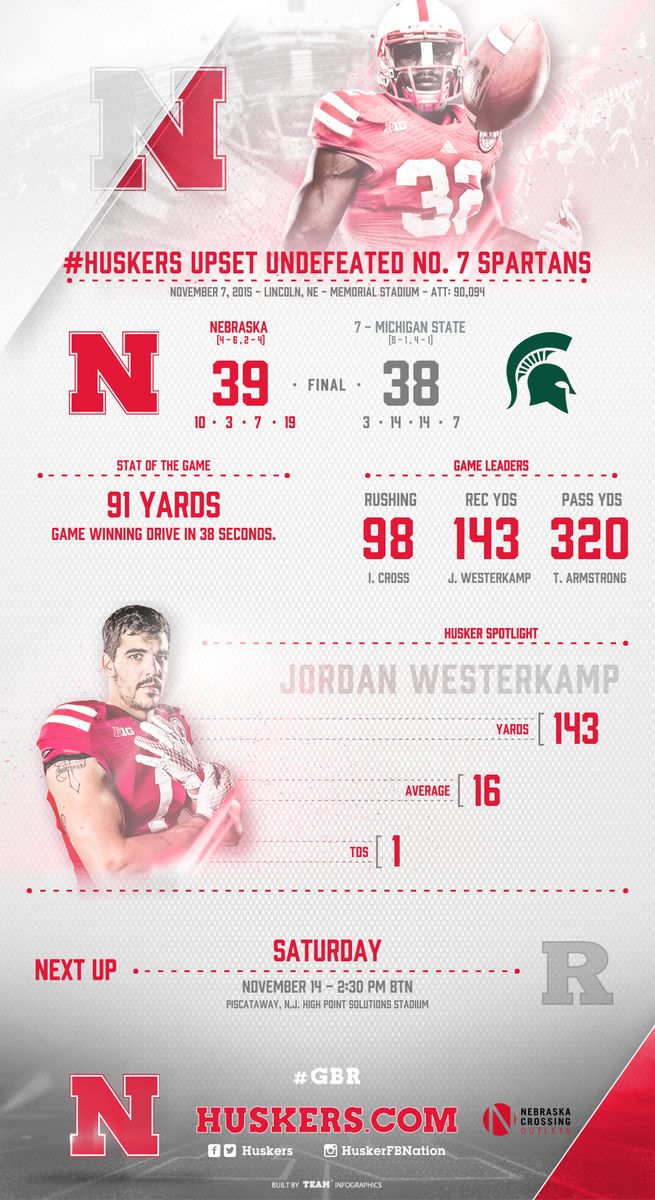 N
BIG
32
#HUSKERS UPSET UNDEFEATED NO. 7 SPARTANS
NOVEMBER 7, 2015 – LINCOLN, NE – MEMORIAL STADIUM – ATT: 90,094
NEBRASKA
[4-6, 2-4]
39
10 • 3 • 7 • 19
• FINAL •
7 – MICHIGAN STATE
[8-1, 4-1]
38
3 • 14 • 14 • 7
N
STAT OF THE GAME
91 YARDS
GAME WINNING DRIVE IN 38 SECONDS.
GAME LEADERS
RUSHING REC YDS PASS YDS
98 143 320
I. CROSS J. WESTERKAMP T. ARMSTRONG
HUSKER SPOTLIGHT
JORDAN WESTERKAMP
YARDS [ 143
AVERAGE [ 16
TDS [ 1
BIG
NEXT UP
SATURDAY
NOVEMBER 14 – 2:30 PM BTN
PISCATAWAY, N.J. HIGH POINT SOLUTIONS STADIUM
R
#GBR
N
HUSKERS.COM
Huskers HuskerFBNation
NEBRASKA
CROSSING
OUTLETS
BUILT BY TEAM INFOGRAPHICS